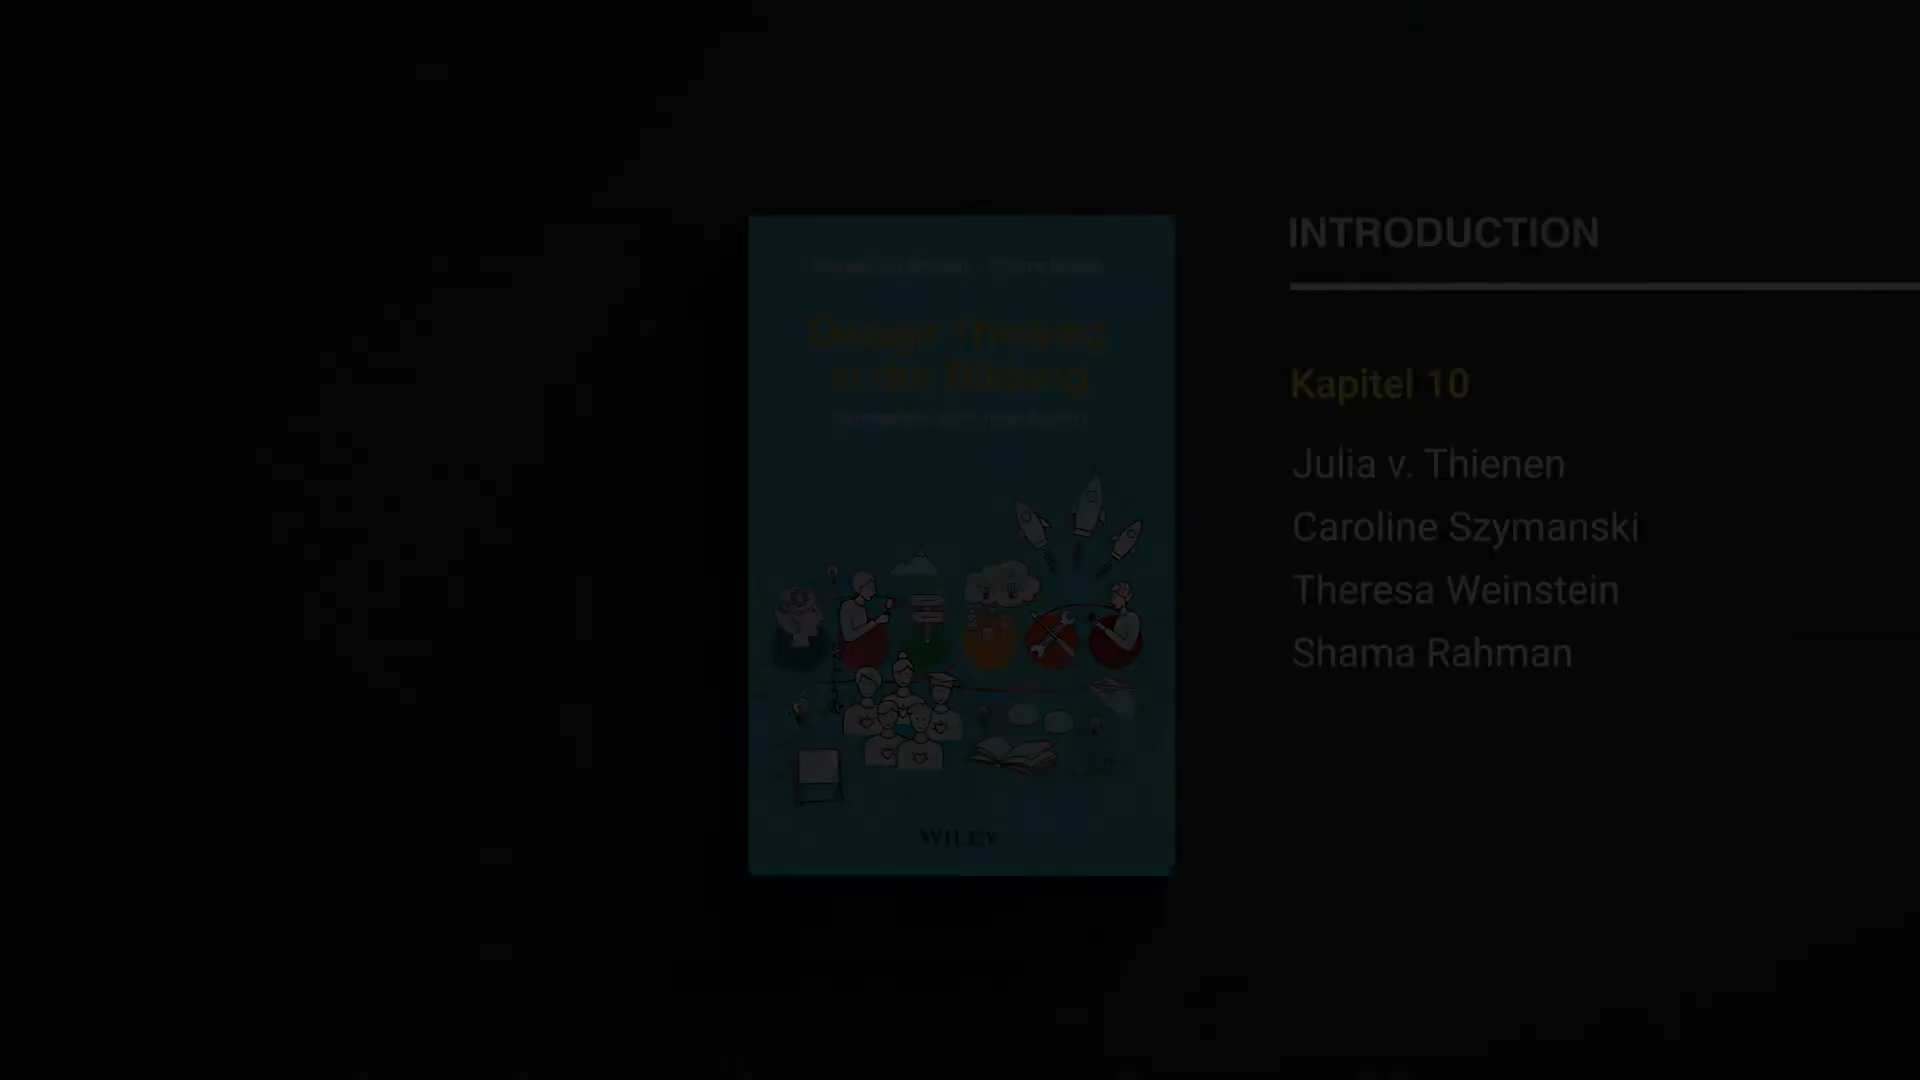 Design Thinking
in der Bildung
WILEY
INTRODUCTION
Kapitel 10
Julia v. Thienen
Caroline Szymanski
Theresa Weinstein
Shama Rahman